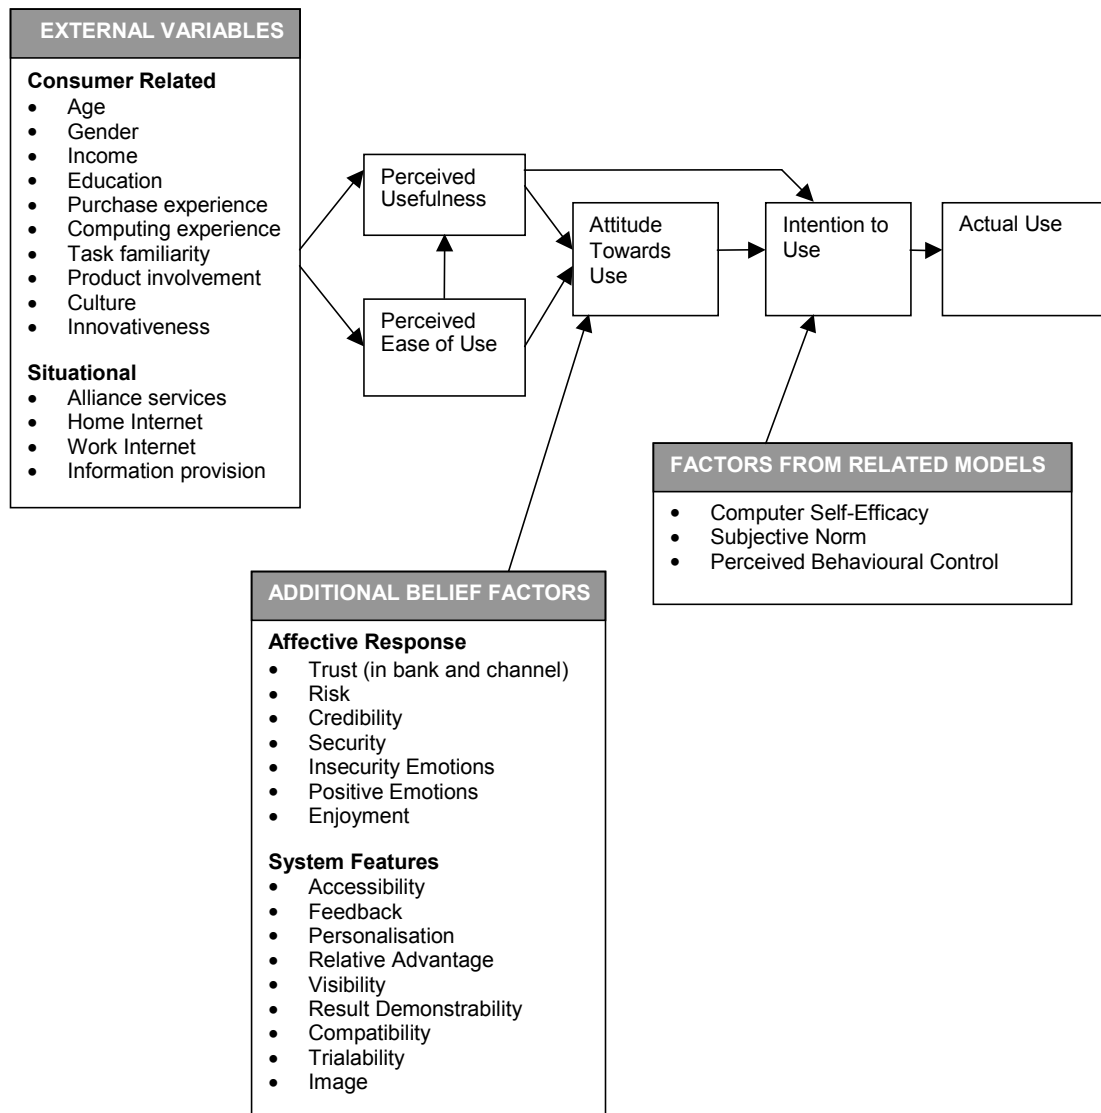 EXTERNAL VARIABLES
Consumer Related
• Age
• Gender
• Income
• Education
• Purchase experience
• Computing experience
• Task familiarity
• Product involvement
• Culture
• Innovativeness
Situational
• Alliance services
• Home Internet
• Work Internet
• Information provision
Perceived
Usefulness
Perceived
Ease of Use
Attitude
Towards
Use
Intention to
Use
Actual Use
FACTORS FROM RELATED MODELS
• Computer Self-Efficacy
• Subjective Norm
• Perceived Behavioural Control
ADDITIONAL BELIEF FACTORS
Affective Response
• Trust (in bank and channel)
• Risk
• Credibility
• Security
• Insecurity Emotions
• Positive Emotions
• Enjoyment
System Features
• Accessibility
• Feedback
• Personalisation
• Relative Advantage
• Visibility
• Result Demonstrability
• Compatibility
• Trialability
• Image